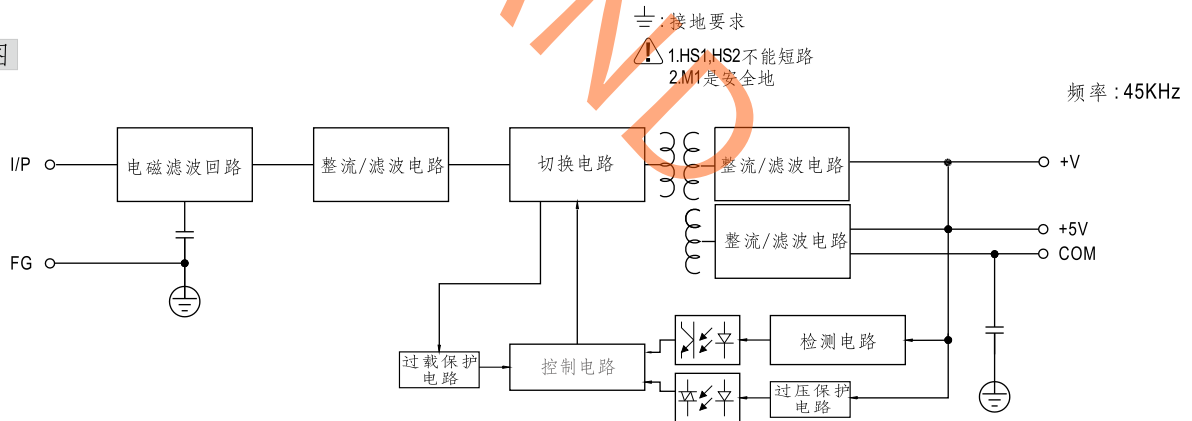 ⏚:接地要求
图
1.HS1,HS2不能短路
2.M1是安全地
频率:45KHz
I/P
电磁滤波回路
整流/滤波电路
切换电路
整流/滤波电路
+V
整流/滤波电路
+5V
COM
FG
检测电路
过载保护
电路
控制电路
过压保护
电路